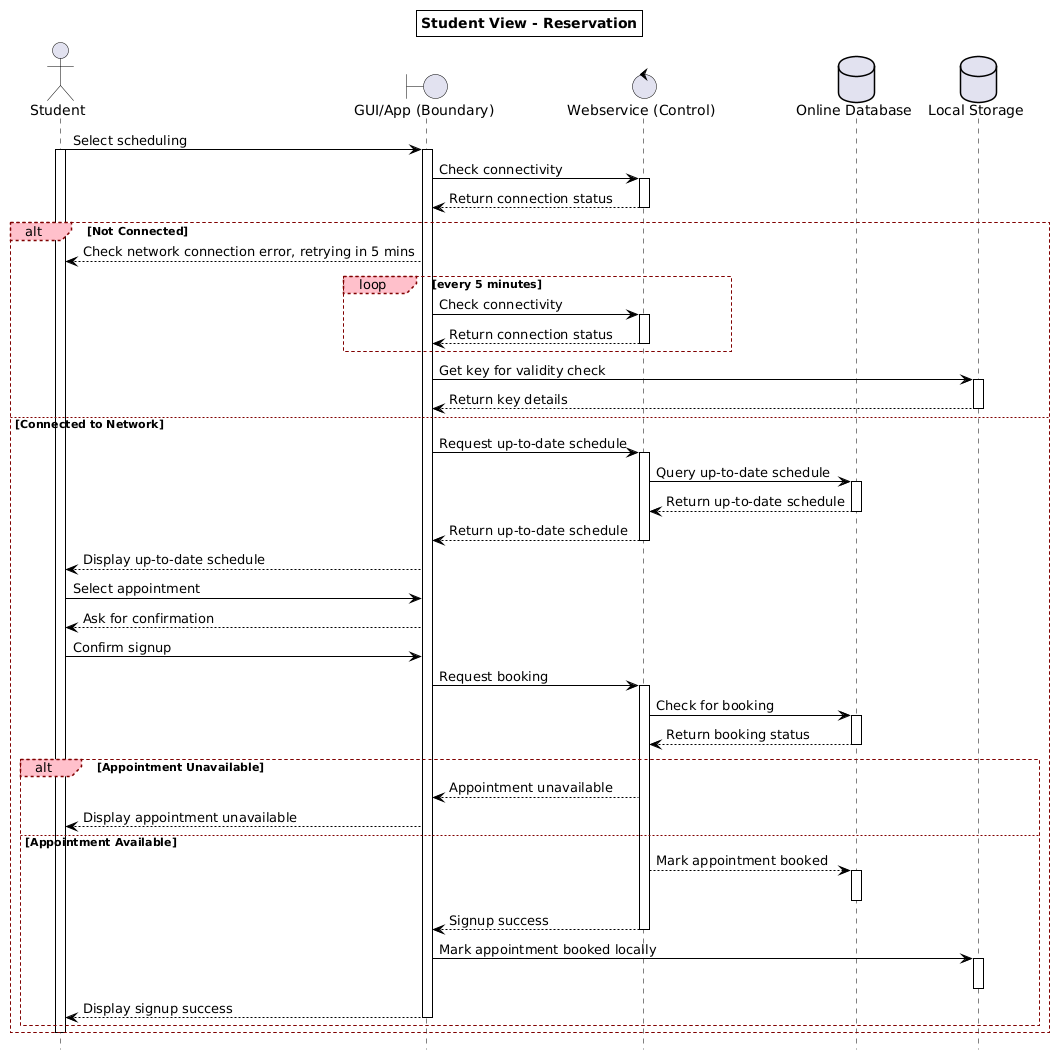 Student View - Reservation
Student
GUI/App (Boundary)
Webservice (Control)
Online Database
Local Storage
Select scheduling
Check connectivity
Return connection status
alt
[Not Connected]
Check network connection error, retrying in 5 mins
loop
[every 5 minutes]
Check connectivity
Return connection status
Get key for validity check
Return key details
[Connected to Network]
Request up-to-date schedule
Query up-to-date schedule
Return up-to-date schedule
Return up-to-date schedule
Display up-to-date schedule
Select appointment
Ask for confirmation
Confirm signup
Request booking
Check for booking
Return booking status
alt
[Appointment Unavailable]
Appointment unavailable
Display appointment unavailable
[Appointment Available]
Mark appointment booked
Signup success
Mark appointment booked locally
Display signup success